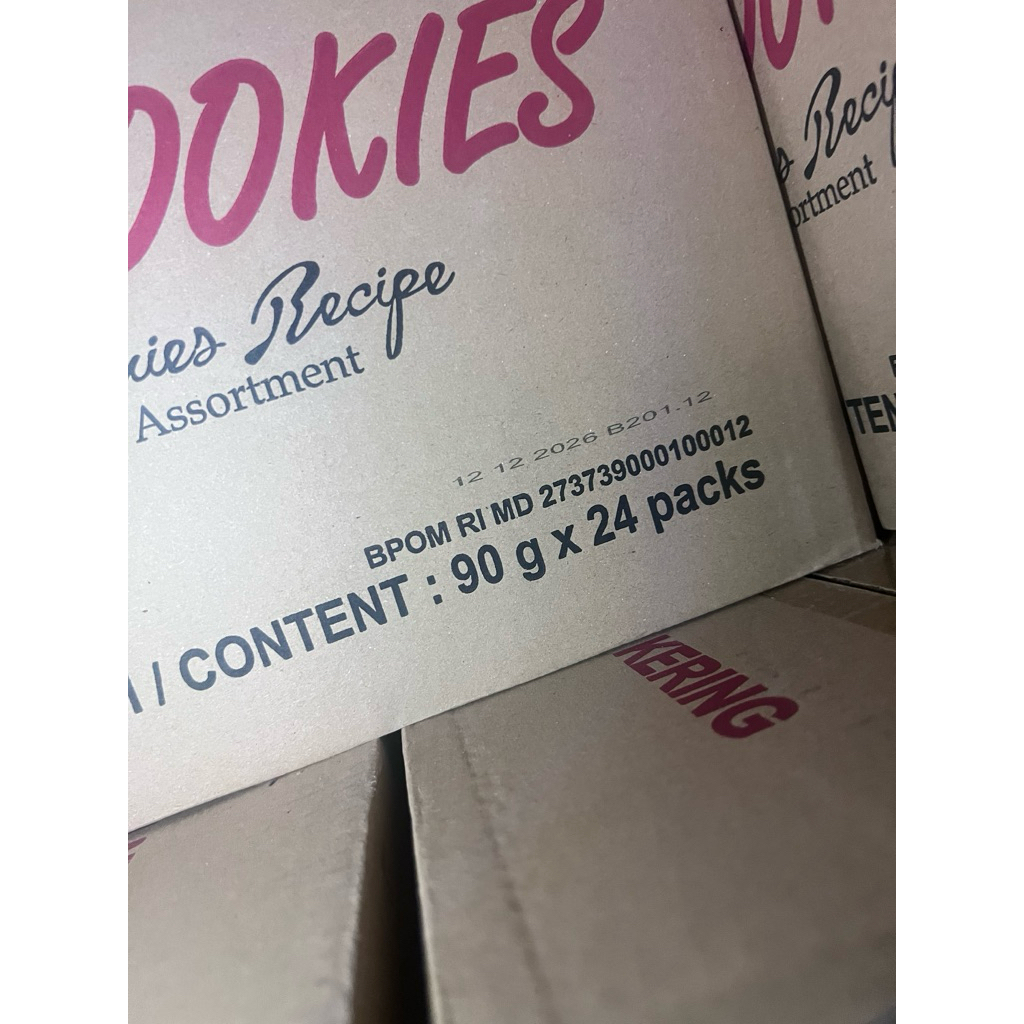 OOKIES
ies Recipe
Assortment
12 12 2026 B201.12
BPOM RI MD 273739000100012
/ CONTENT : 90 g x 24 packs
Reci
ortment
TEN
KERING